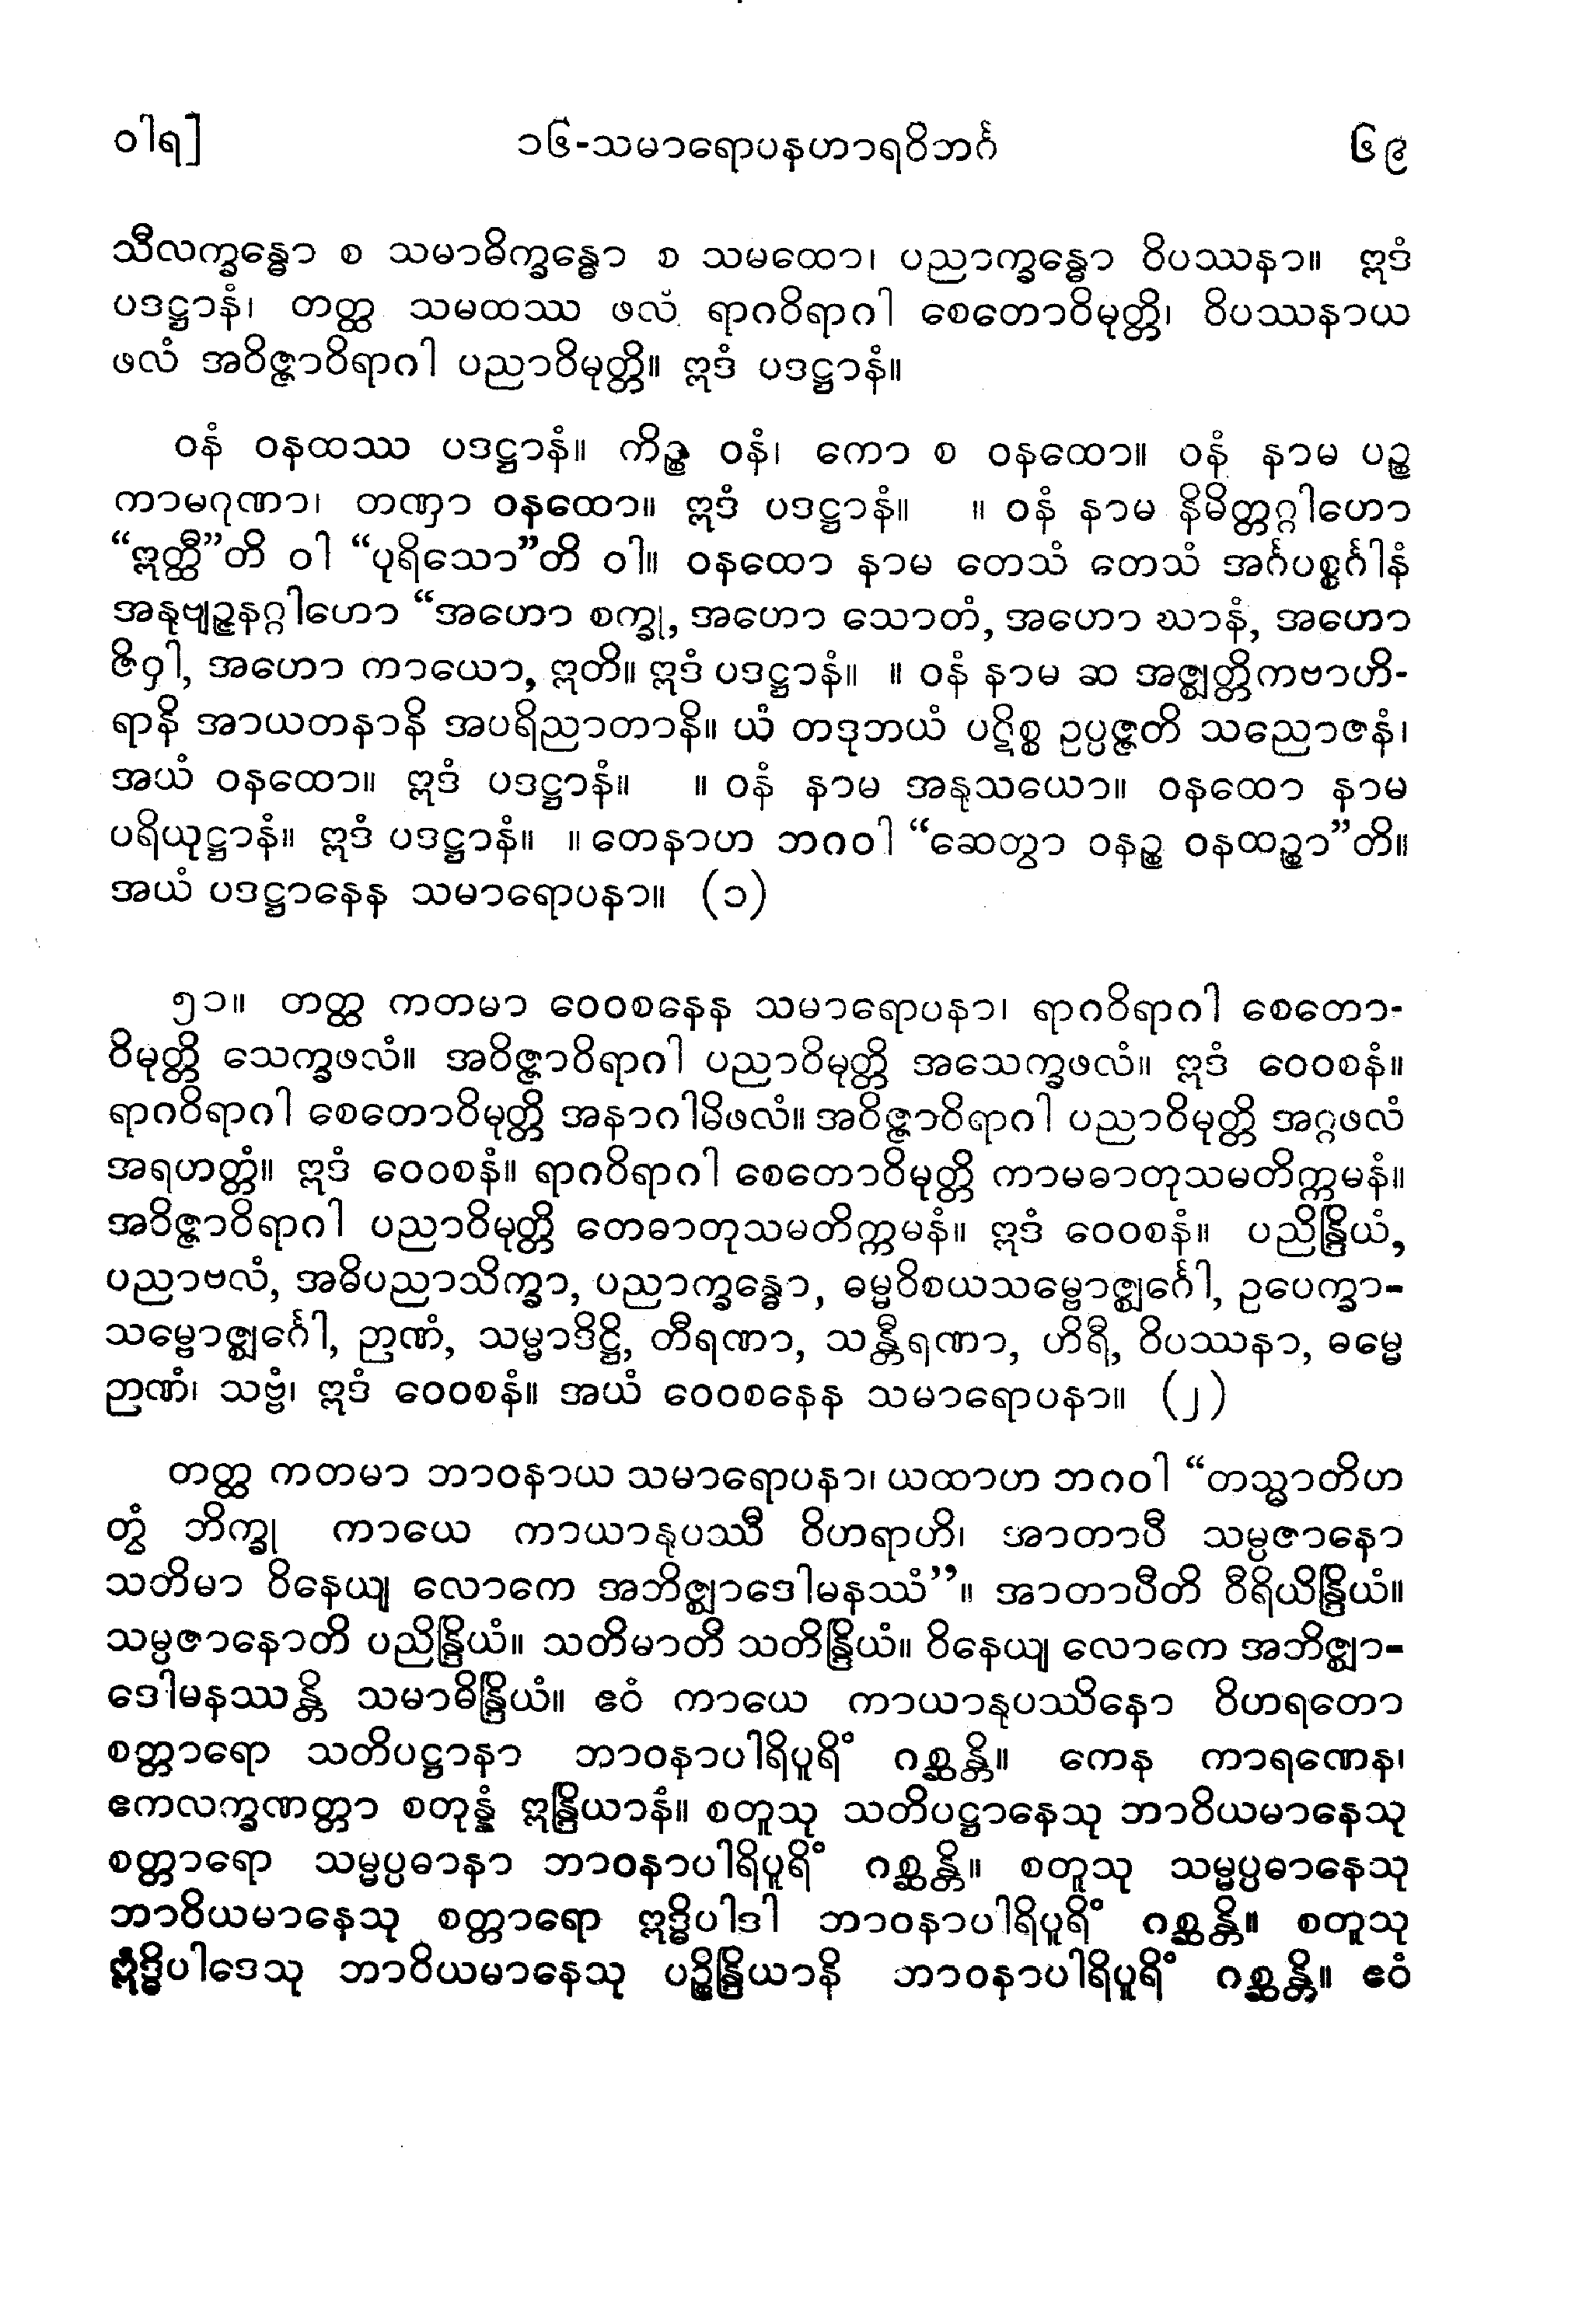 ဝါရ]
၁၆-သမာရောပနဟာရဝိဘင်္ဂ
၆၉
သီလက္ခန္ဓော စ သမာဓိက္ခန္ဓော စ သမထော၊ ပညာက္ခန္ဓော ဝိပဿနာ။ ဣဒံ
ပဒဋ္ဌာနံ၊ တတ္ထ သမထဿ ဖလံ ရာဂဝိရာဂါ စေတောဝိမုတ္တိ၊ ဝိပဿနာယ
ဖလံ အဝိဇ္ဇာဝိရာဂါ ပညာဝိမုတ္တိ။ ဣဒံ ပဒဋ္ဌာနံ။
ဝနံ ဝနထဿ ပဒဋ္ဌာနံ။ ကိဉ္စ ဝနံ၊ ကော စ ဝနထော။ ဝနံ နာမ ပဉ္စ
ကာမဂုဏာ၊ တဏှာ ဝနထော။ ဣဒံ ပဒဋ္ဌာနံ။ ။ ဝနံ နာမ နိမိတ္တဂ္ဂါဟော
“ဣတ္ထီ”တိ ဝါ “ပုရိသော”တိ ဝါ။ ဝနထော နာမ တေသံ တေသံ အင်္ဂပစ္စင်္ဂါနံ
အနုဗျဉ္ဇနဂ္ဂါဟော “အဟော စက္ခု, အဟော သောတံ, အဟော ဃာနံ, အဟော
ဇိဝှါ, အဟော ကာယော, ဣတိ။ ဣဒံ ပဒဋ္ဌာနံ။ ။ ဝနံ နာမ ဆ အဇ္ဈတ္တိကဗာဟိ-
ရာနိ အာယတနာနိ အပရိညာတာနိ။ ယံ တဒုဘယံ ပဋိစ္စ ဥပ္ပဇ္ဇတိ သညောဇနံ၊
အယံ ဝနထော။ ဣဒံ ပဒဋ္ဌာနံ။ ။ ဝနံ နာမ အနုသယော။ ဝနထော နာမ
ပရိယုဋ္ဌာနံ။ ဣဒံ ပဒဋ္ဌာနံ။ ။ တေနာဟ ဘဂဝါ “ဆေတွာ ဝနဉ္စ ဝနထဉ္စာ”တိ။
အယံ ပဒဋ္ဌာနေန သမာရောပနာ။ (၁)
၅၁။ တတ္ထ ကတမာ ဝေဝစနေန သမာရောပနာ၊ ရာဂဝိရာဂါ စေတော-
ဝိမုတ္တိ သေက္ခဖလံ။ အဝိဇ္ဇာဝိရာဂါ ပညာဝိမုတ္တိ အသေက္ခဖလံ။ ဣဒံ ဝေဝစနံ။
ရာဂဝိရာဂါ စေတောဝိမုတ္တိ အနာဂါမိဖလံ။ အဝိဇ္ဇာဝိရာဂါ ပညာဝိမုတ္တိ အဂ္ဂဖလံ
အရဟတ္တံ။ ဣဒံ ဝေဝစနံ။ ရာဂဝိရာဂါ စေတောဝိမုတ္တိ ကာမဓာတုသမတိက္ကမနံ။
အဝိဇ္ဇာဝိရာဂါ ပညာဝိမုတ္တိ တေဓာတုသမတိက္ကမနံ။ ဣဒံ ဝေဝစနံ။ ပညိန္ဒြိယံ,
ပညာဗလံ, အဓိပညာသိက္ခာ, ပညာက္ခန္ဓော, ဓမ္မဝိစယသမ္ဗောဇ္ဈင်္ဂေါ, ဥပေက္ခာ-
သမ္ဗောဇ္ဈင်္ဂေါ, ဉာဏံ, သမ္မာဒိဋ္ဌိ, တီရဏာ, သန္တီရဏာ, ဟိရီ, ဝိပဿနာ, ဓမ္မေ
ဉာဏံ၊ သဗ္ဗံ၊ ဣဒံ ဝေဝစနံ။ အယံ ဝေဝစနေန သမာရောပနာ။ (၂)
တတ္ထ ကတမာ ဘာဝနာယ သမာရောပနာ၊ ယထာဟ ဘဂဝါ “တသ္မာတိဟ
တွံ ဘိက္ခု ကာယေ ကာယာနုပဿီ ဝိဟရာဟိ၊ အာတာပီ သမ္ပဇာနော
သတိမာ ဝိနေယျ လောကေ အဘိဇ္ဈာဒေါမနဿံ”။ အာတာပီတိ ဝီရိယိန္ဒြိယံ။
သမ္ပဇာနောတိ ပညိန္ဒြိယံ။ သတိမာတိ သတိန္ဒြိယံ။ ဝိနေယျ လောကေ အဘိဇ္ဈာ-
ဒေါမနဿန္တိ သမာဓိန္ဒြိယံ။ ဧဝံ ကာယေ ကာယာနုပဿိနော ဝိဟရတော
စတ္တာရော သတိပဋ္ဌာနာ ဘာဝနာပါရိပူရိံ ဂစ္ဆန္တိ။ ကေန ကာရဏေန၊
ဧကလက္ခဏတ္တာ စတုန္နံ ဣန္ဒြိယာနံ။ စတူသု သတိပဋ္ဌာနေသု ဘာဝိယမာနေသု
စတ္တာရော သမ္မပ္ပဓာနာ ဘာဝနာပါရိပူရိံ ဂစ္ဆန္တိ။ စတူသု သမ္မပ္ပဓာနေသု
ဘာဝိယမာနေသု စတ္တာရော ဣဒ္ဓိပါဒါ ဘာဝနာပါရိပူရိံ ဂစ္ဆန္တိ။ စတူသု
ဣဒ္ဓိပါဒေသု ဘာဝိယမာနေသု ပဉ္စိန္ဒြိယာနိ ဘာဝနာပါရိပူရိံ ဂစ္ဆန္တိ။ ဧဝံ